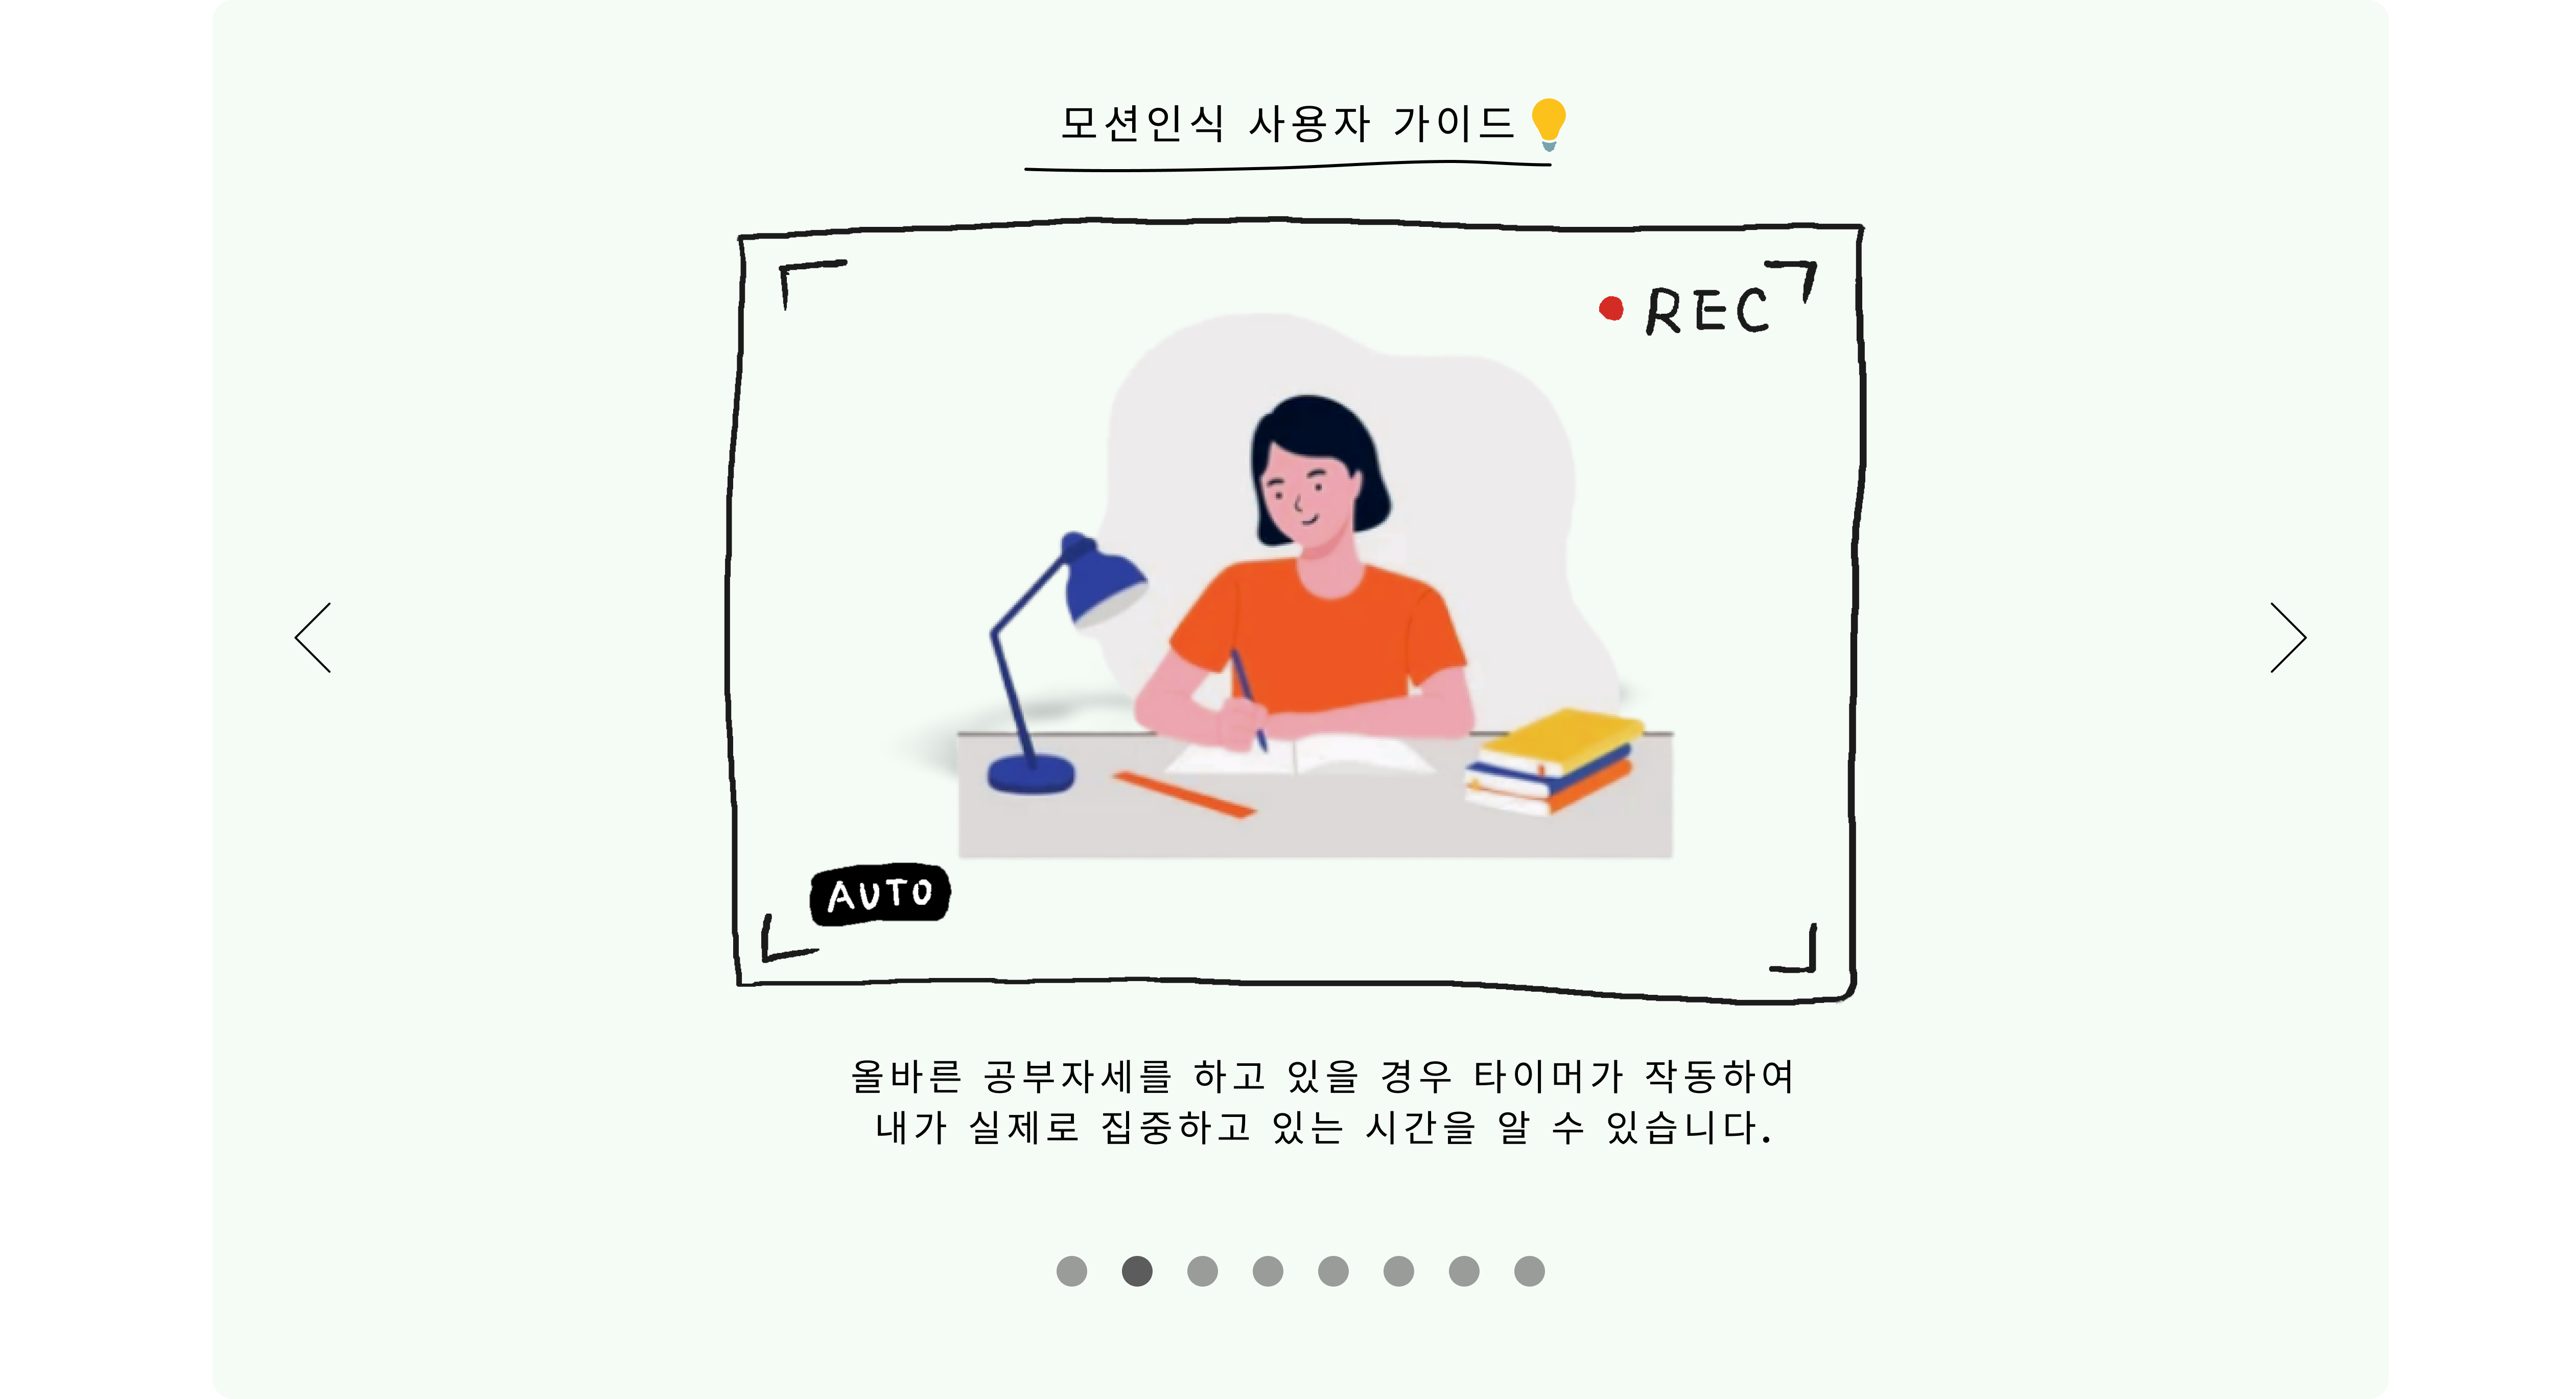 모션인식 사용자 가이드
REC
AUTO
올바른 공부자세를 하고 있을 경우 타이머가 작동하여
내가 실제로 집중하고 있는 시간을 알 수 있습니다.